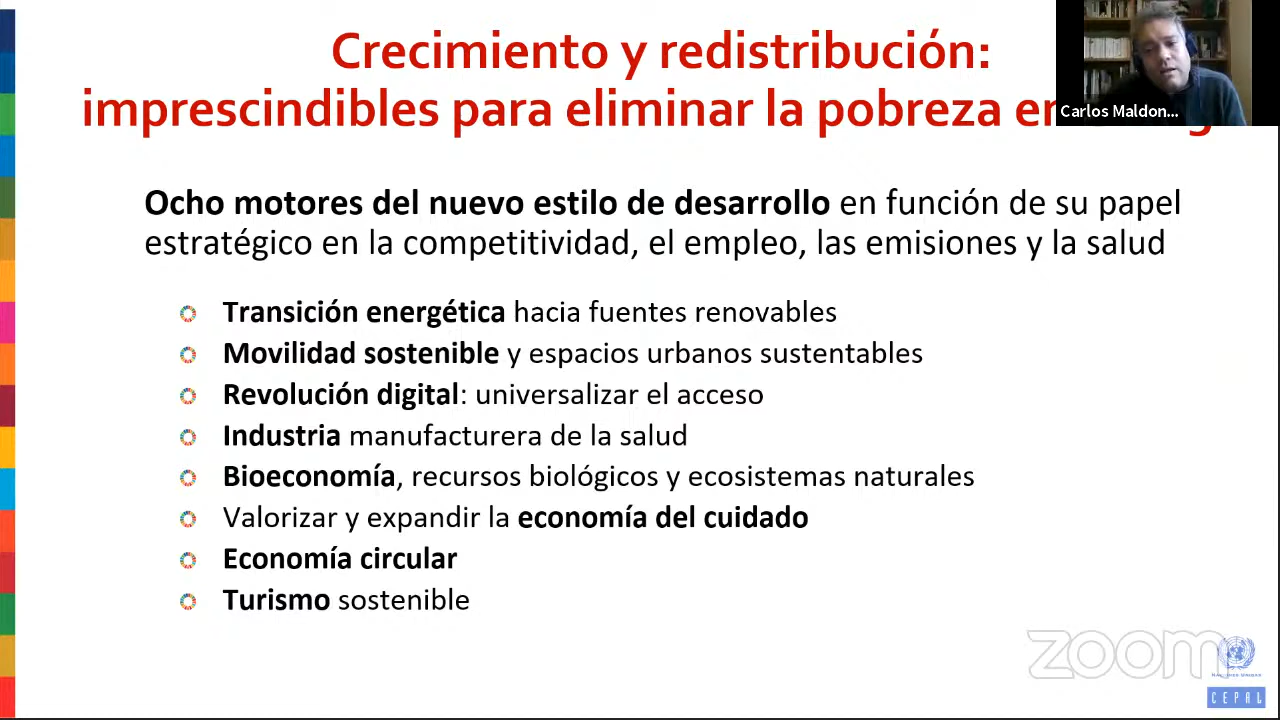 Crecimiento y redistribución:
imprescindibles para eliminar la pobreza en
Carlos Maldon...
Ocho motores del nuevo estilo de desarrollo en función de su papel
estratégico en la competitividad, el empleo, las emisiones y la salud
Transición energética hacia fuentes renovables
Movilidad sostenible y espacios urbanos sustentables
Revolución digital: universalizar el acceso
Industria manufacturera de la salud
Bioeconomía, recursos biológicos y ecosistemas naturales
Valorizar y expandir la economía del cuidado
Economía circular
Turismo sostenible
zoom
NACIONES UNIDAS
CEPAL